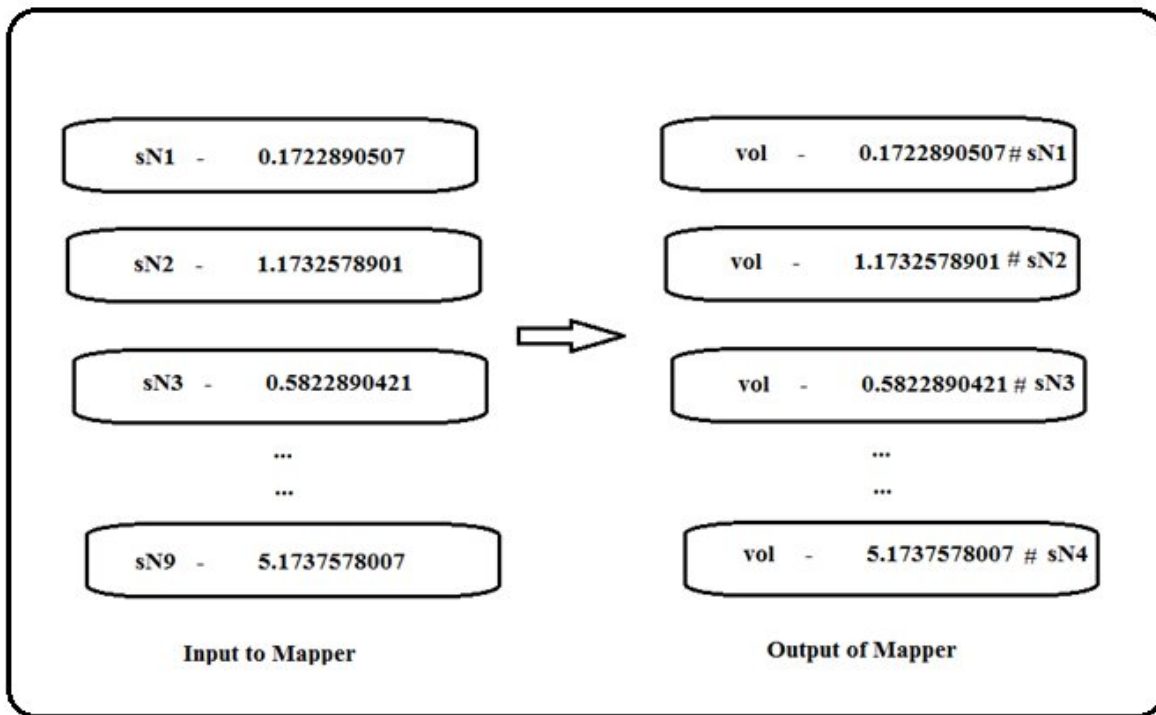 sN1 - 0.1722890507
vol - 0.1722890507 # sN1
sN2 - 1.1732578901
vol - 1.1732578901 # sN2
sN3 - 0.5822890421
vol - 0.5822890421 # sN3
...
...
...
...
sN9 - 5.1737578007
vol - 5.1737578007 # sN4
Input to Mapper
Output of Mapper